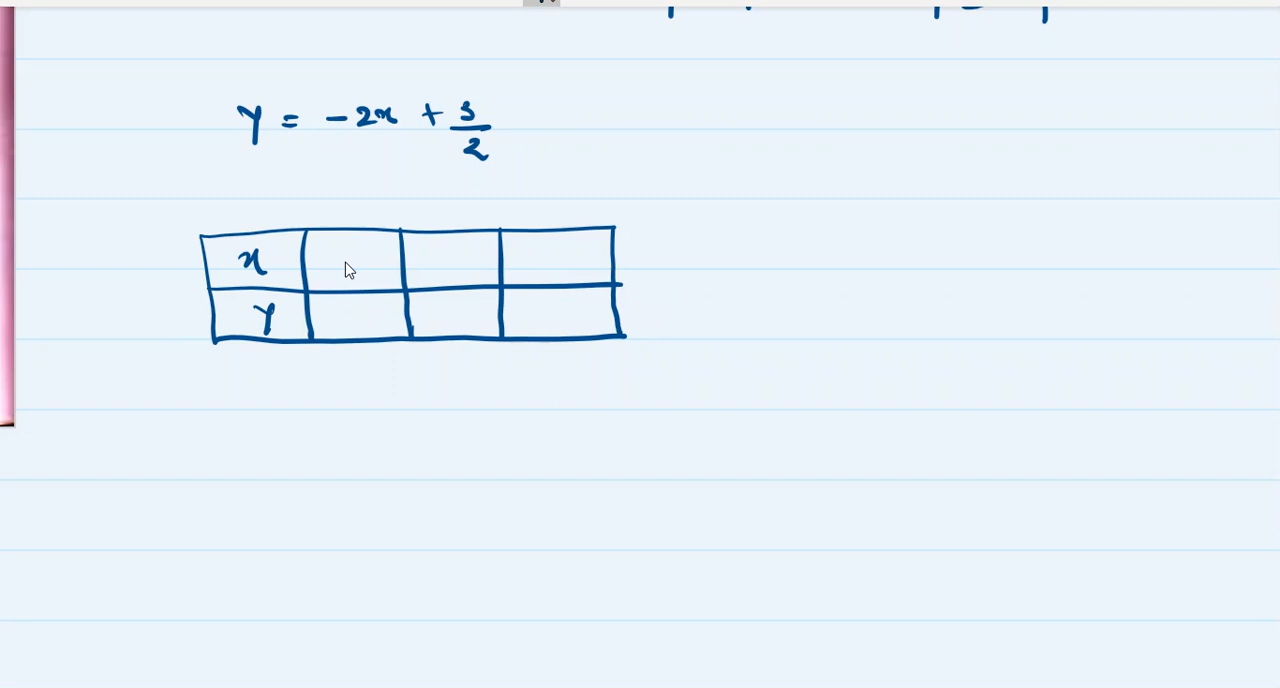 y = -2x + 3/2
x
y